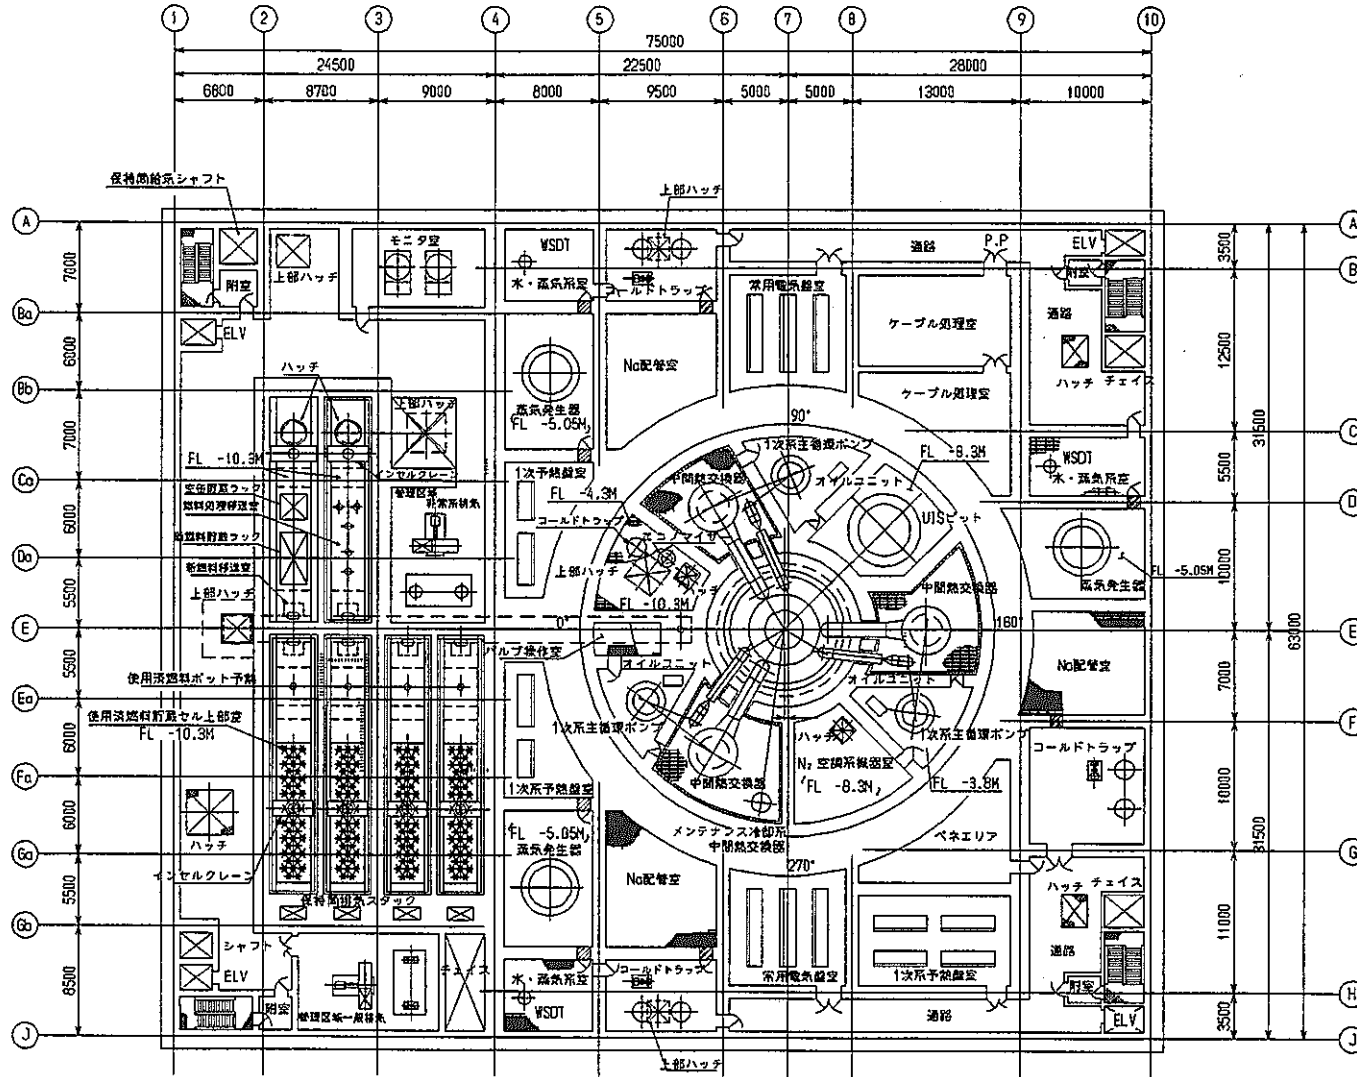 1 2 3 4 5 6 7 8 9 10
75000
24500 22500 28000
6800 8700 9000 8000 9500 5000 5000 13000 10000
保持筒給気シャフト
上部ハッチ
A A
モニタ室 WSDT 通路 P.P ELV
7000 3500
附室 上部ハッチ 水・蒸気系室 コールドトラップ 常用電気盤室 附室
B
Ba
ELV ケーブル処理室 通路
6800 12500
ハッチ Na配管室 ハッチ チェイス
Bb
ケーブル処理室
上部ハッチ 蒸気発生器
FL -5.05M
7000 31500
90°
C
1次系主循環ポンプ
FL -10.3M インセルクレーン 1次予熱盤室 中間熱交換器 オイルユニット FL -8.3M WSDT
5500
Ca
水・蒸気系室
空缶貯蔵ラック 管理区域 FL -4.3M
非常系排気
D
燃料処理移送室 コールドトラップ UISピット
6000
エコノマイザ
Da
上部ハッチ ハッチ
10000
FL -5.05M
新燃料移送室 中間熱交換器 蒸気発生器
上部ハッチ FL -10.3M
5500
E 0° 160° E
63000
バルブ操作室
オイルユニット オイルユニット Na配管室
5500 7000
使用済燃料ポット予熱
Ea
使用済燃料貯蔵セル上部室
FL -10.3M
1次系主循環ポンプ 1次系主循環ポンプ
F
ハッチ コールドトラップ
6000
N₂ 空調系機器室
Fa
中間熱交換器 FL -8.3M FL -3.8M
1次系予熱盤室
10000
6000 31500
ハッチ FL -5.05M メンテナンス冷却系 ペネエリア
蒸気発生器 中間熱交換器
Ga G
270°
インセルクレーン Na配管室 ハッチ チェイス
5500
保持筒排気スタック
11000
Gb
シャフト 通路
ELV チェイス 水・蒸気系室 コールドトラップ 常用電気盤室 1次系予熱盤室
8500
附室
H
附室 WSDT 通路 ELV
3500
管理区域一般排気
J J
上部ハッチ